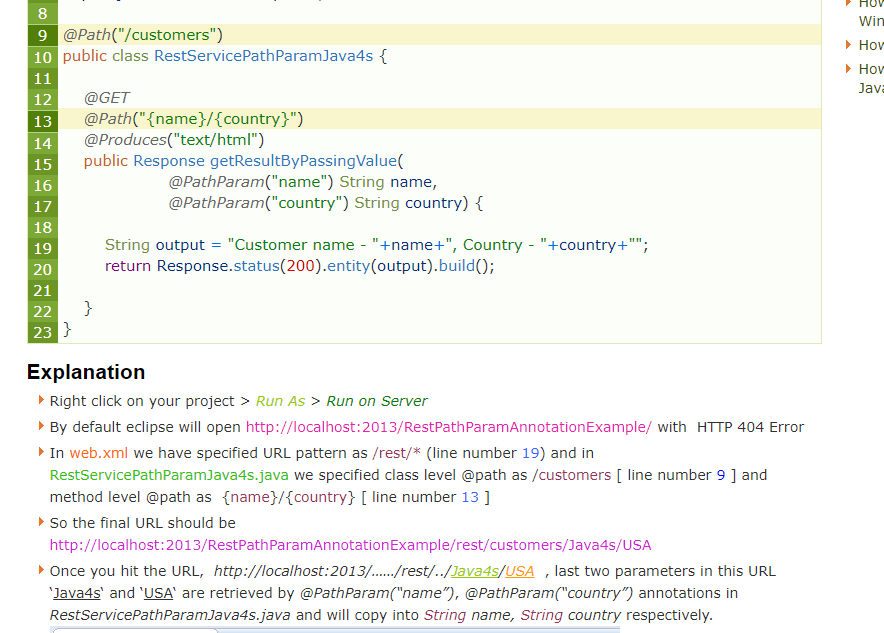 8
9 @Path("/customers")
10 public class RestServicePathParamJava4s {
11
12 @GET
13 @Path("{name}/{country}")
14 @Produces("text/html")
15 public Response getResultByPassingValue(
16 @PathParam("name") String name,
17 @PathParam("country") String country) {
18
19 String output = "Customer name - "+name+", Country - "+country+"";
20 return Response.status(200).entity(output).build();
21
22 }
23 }
Explanation
Right click on your project > Run As > Run on Server
By default eclipse will open http://localhost:2013/RestPathParamAnnotationExample/ with HTTP 404 Error
In web.xml we have specified URL pattern as /rest/* (line number 19) and in
RestServicePathParamJava4s.java we specified class level @path as /customers [ line number 9 ] and
method level @path as {name}/{country} [ line number 13 ]
So the final URL should be
http://localhost:2013/RestPathParamAnnotationExample/rest/customers/Java4s/USA
Once you hit the URL, http://localhost:2013/....../rest/../Java4s/USA , last two parameters in this URL
‘Java4s‘ and ‘USA‘ are retrieved by @PathParam(“name”), @PathParam(“country”) annotations in
RestServicePathParamJava4s.java and will copy into String name, String country respectively.